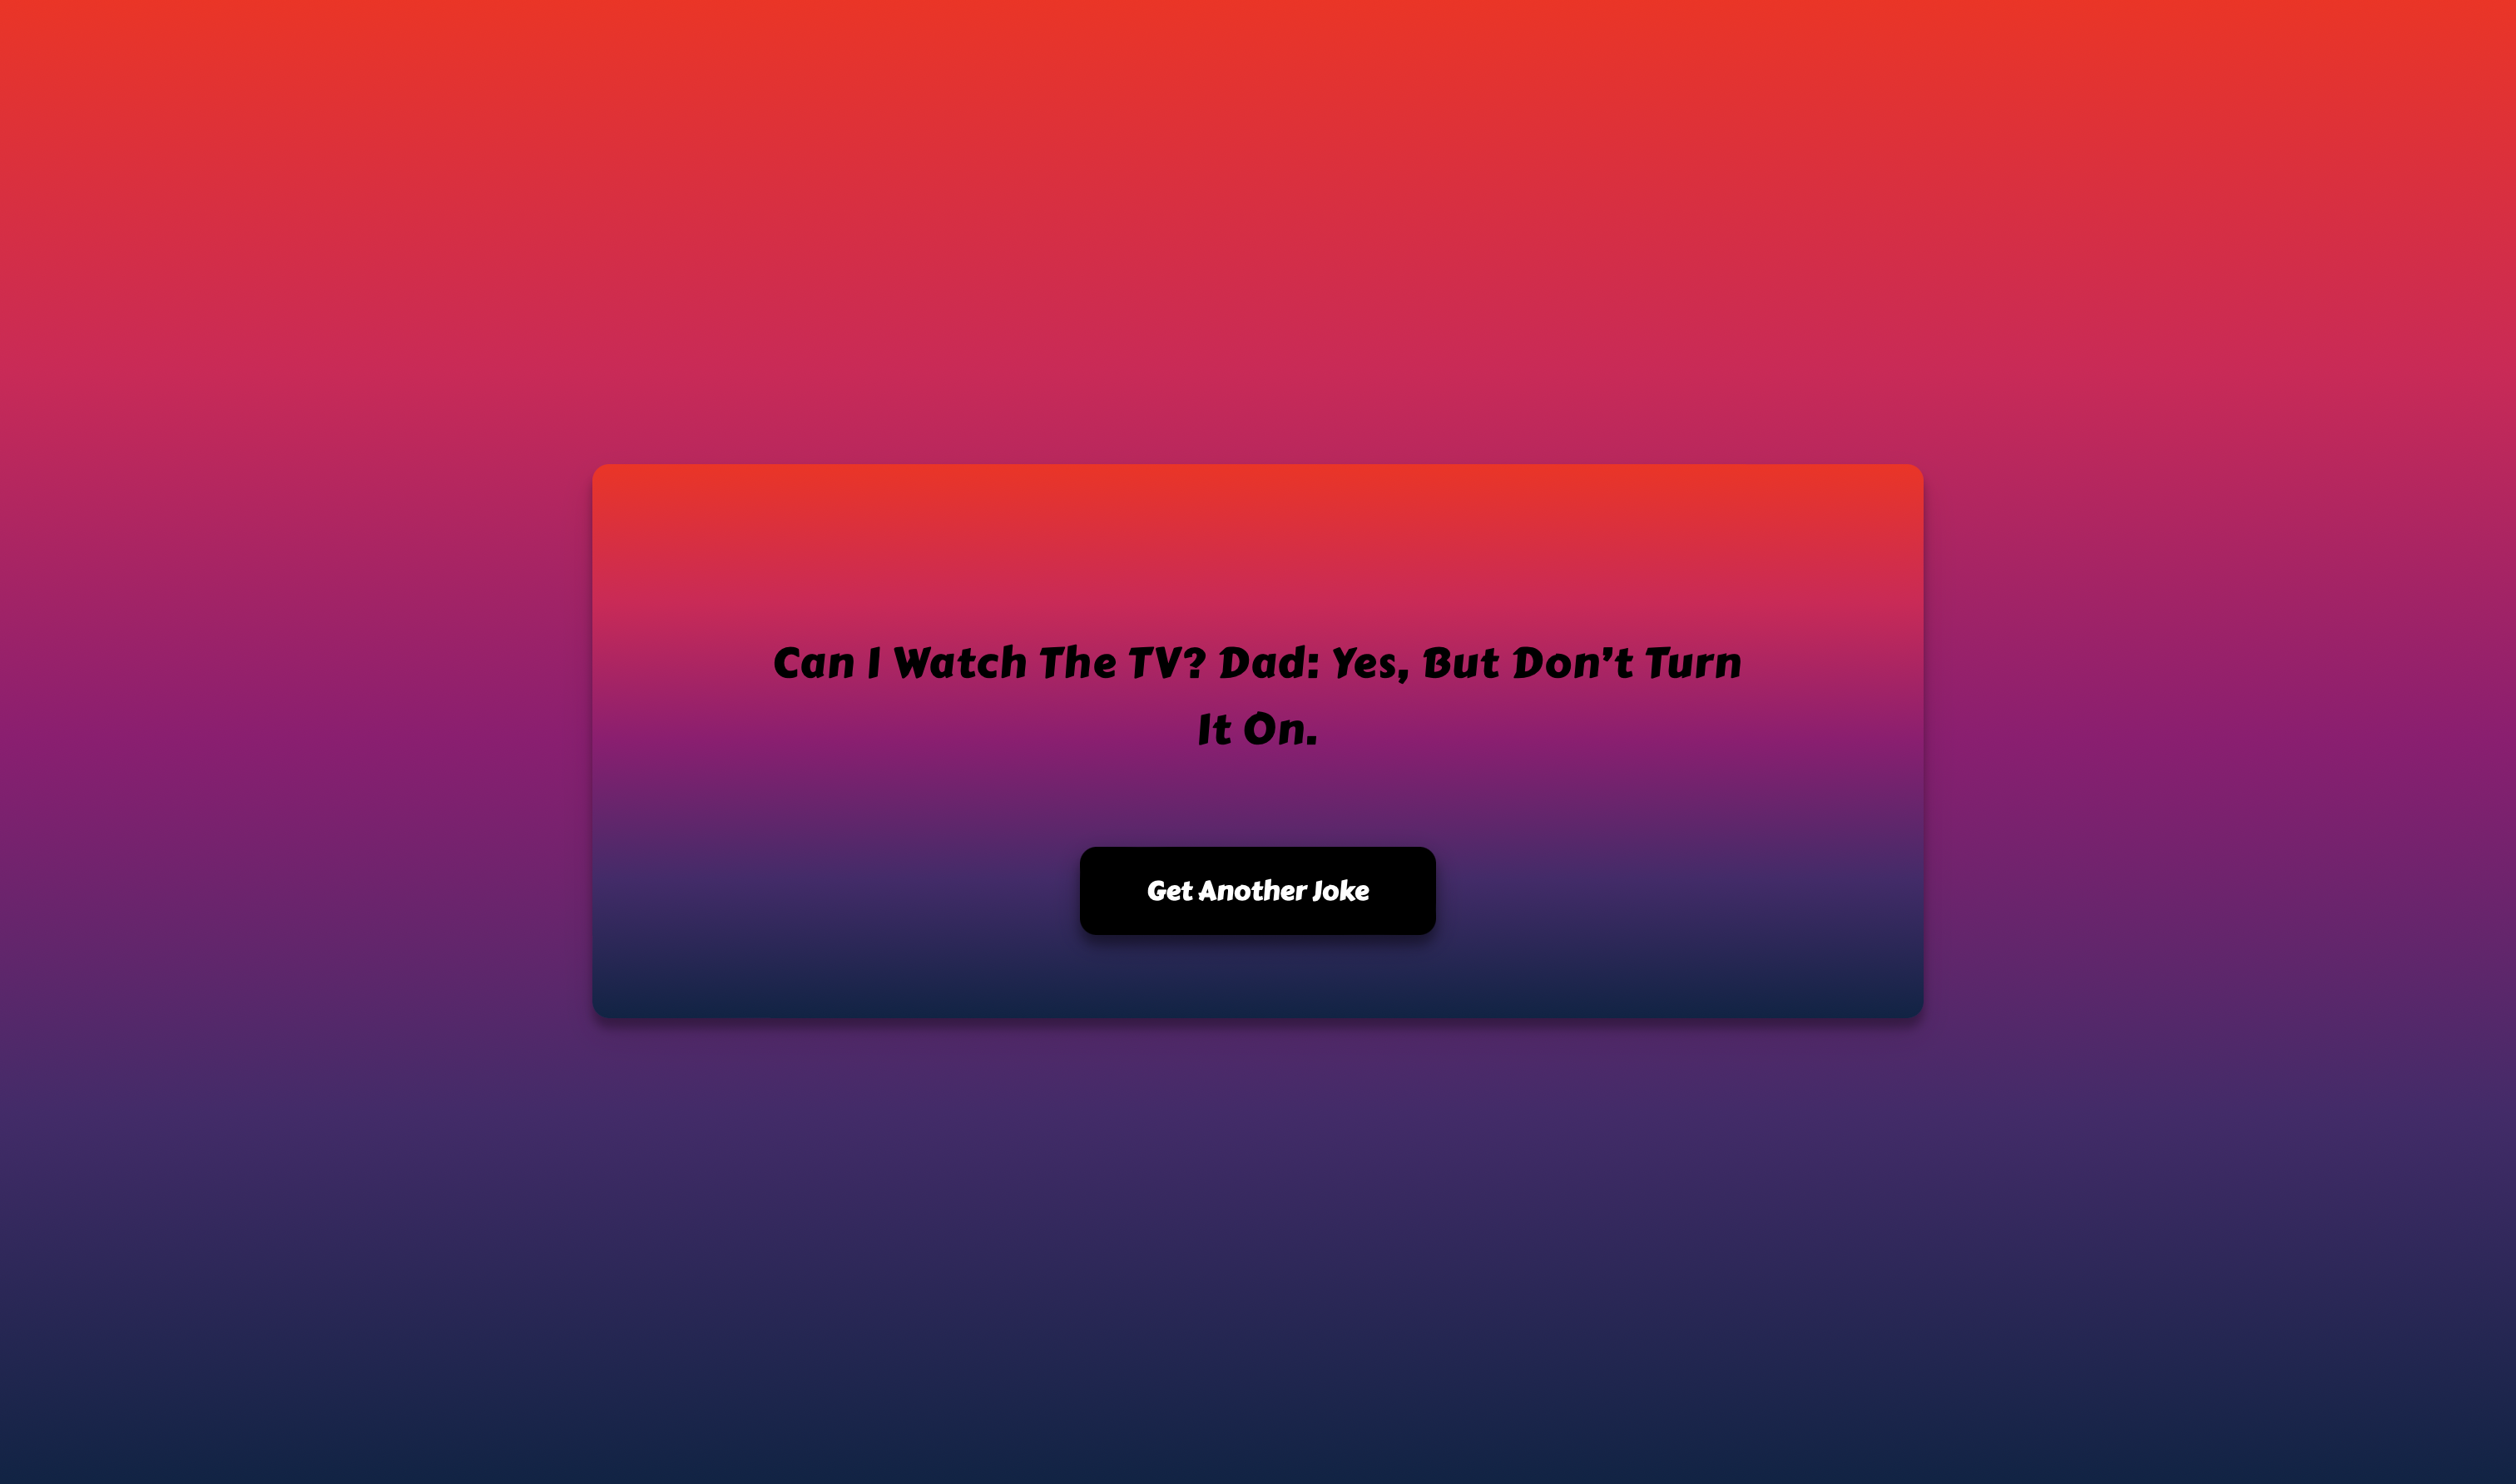 Can I Watch The TV? Dad: Yes, But Don’t Turn
It On.
Get Another Joke